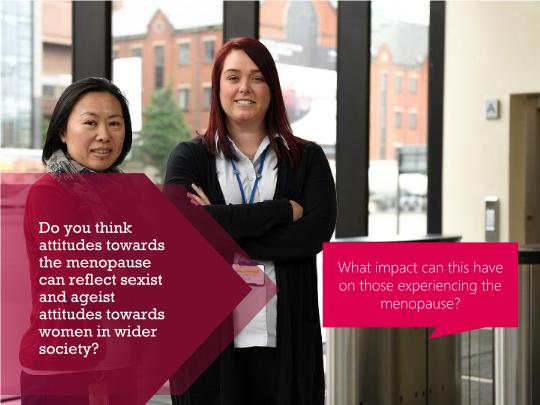 Do you think
attitudes towards
the menopause
can reflect sexist
and ageist
attitudes towards
women in wider
society?
What impact can this have
on those experiencing the
menopause?
A